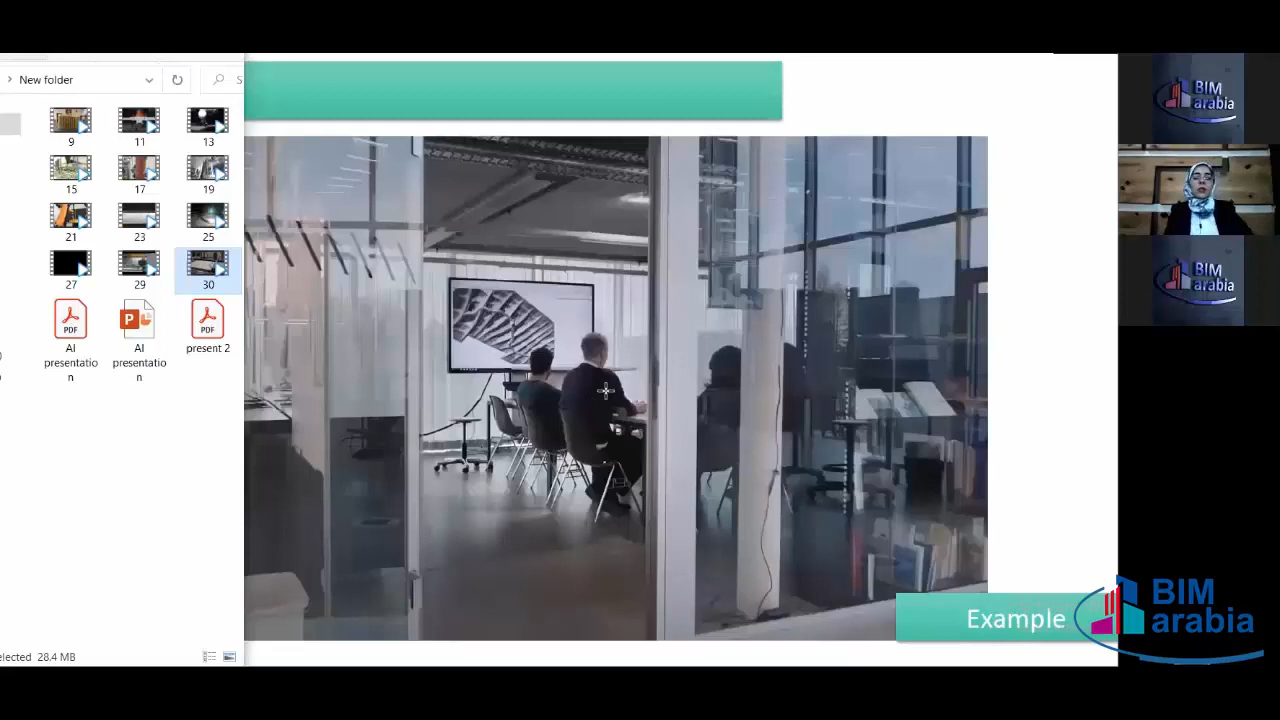 New folder
S
9
11
13
15
17
19
21
23
25
27
29
30
PDF
P
PDF
AI
presentatio
n
AI
presentatio
n
present 2
elected 28.4 MB
Example
BIM
arabia
BIM
arabia
BIM
arabia